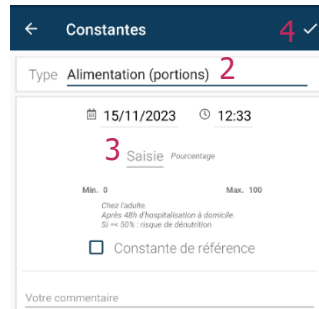 Constantes 4
Type Alimentation (portions) 2
15/11/2023 12:33
3 Saisie Pourcentage
Min. 0 Max. 100
Chez l'adulte.
Après 48h d'hospitalisation à domicile.
Si =< 50% : risque de dénutrition
Constante de référence
Votre commentaire